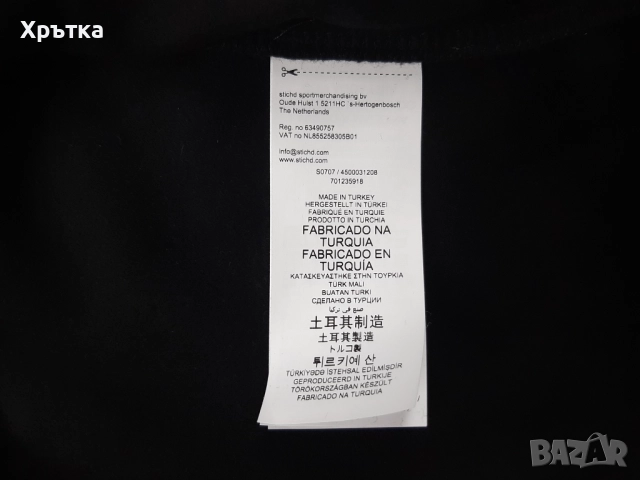 Хрътка
stichd sportmerchandising bv
Oude Hulst 1 5211HC 's-Hertogenbosch
The Netherlands
Reg. no 63490757
VAT no NL855258305B01
info@stichd.com
www.stichd.com
S0707 / 4500031208
701235918
MADE IN TURKEY
HERGESTELLT IN TÜRKEI
FABRIQUÉ EN TURQUIE
PRODOTTO IN TURCHIA
FABRICADO NA
TURQUIA
FABRICADO EN
TURQUÍA
ΚΑΤΑΣΚΕΥΑΣΤΗΚΕ ΣΤΗΝ ΤΟΥΡΚΙΑ
TÜRK MALI
BUATAN TURKI
СДЕЛАНО В ТУРЦИИ
صنع في تركيا
土耳其制造
土耳其製造
トルコ製
튀르키예 산
TÜRKİYƏDƏ İSTEHSAL EDİLMİŞDİR
GEPRODUCEERD IN TURKIJE
TÖRÖKORSZÁGBAN KÉSZÜLT
FABRICADO NA TURQUIA
BAZAR